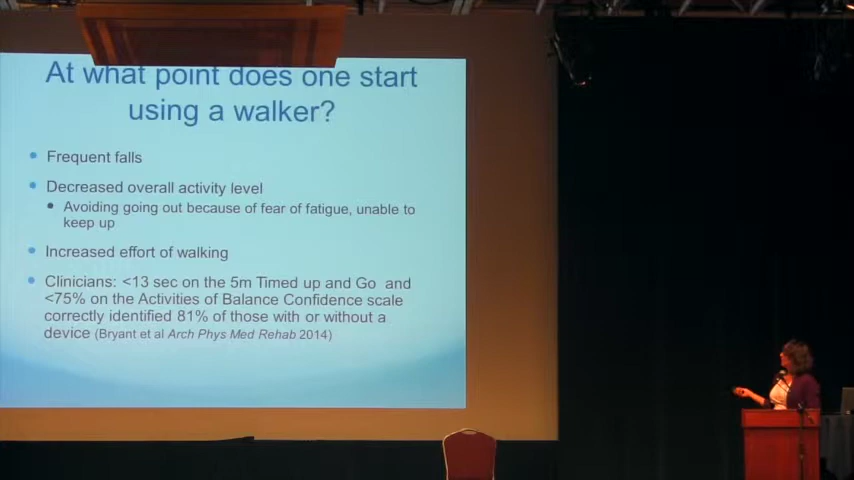 At what point does one start
using a walker?
Frequent falls
Decreased overall activity level
Avoiding going out because of fear of fatigue, unable to
keep up
Increased effort of walking
Clinicians: <13 sec on the 5m Timed up and Go and
<75% on the Activities of Balance Confidence scale
correctly identified 81% of those with or without a
device (Bryant et al Arch Phys Med Rehab 2014)